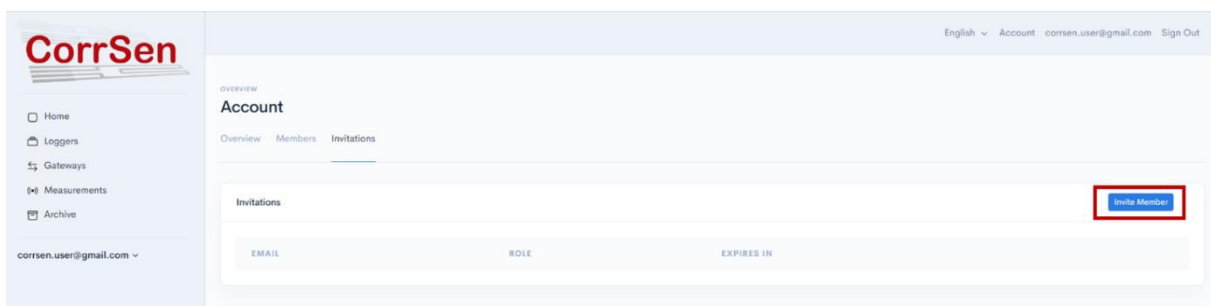 CorrSen
English Account corrsen.user@gmail.com Sign Out
Home
Loggers
Gateways
Measurements
Archive
corrsen.user@gmail.com
OVERVIEW
Account
Overview Members Invitations
Invitations
Invite Member
EMAIL ROLE EXPIRES IN